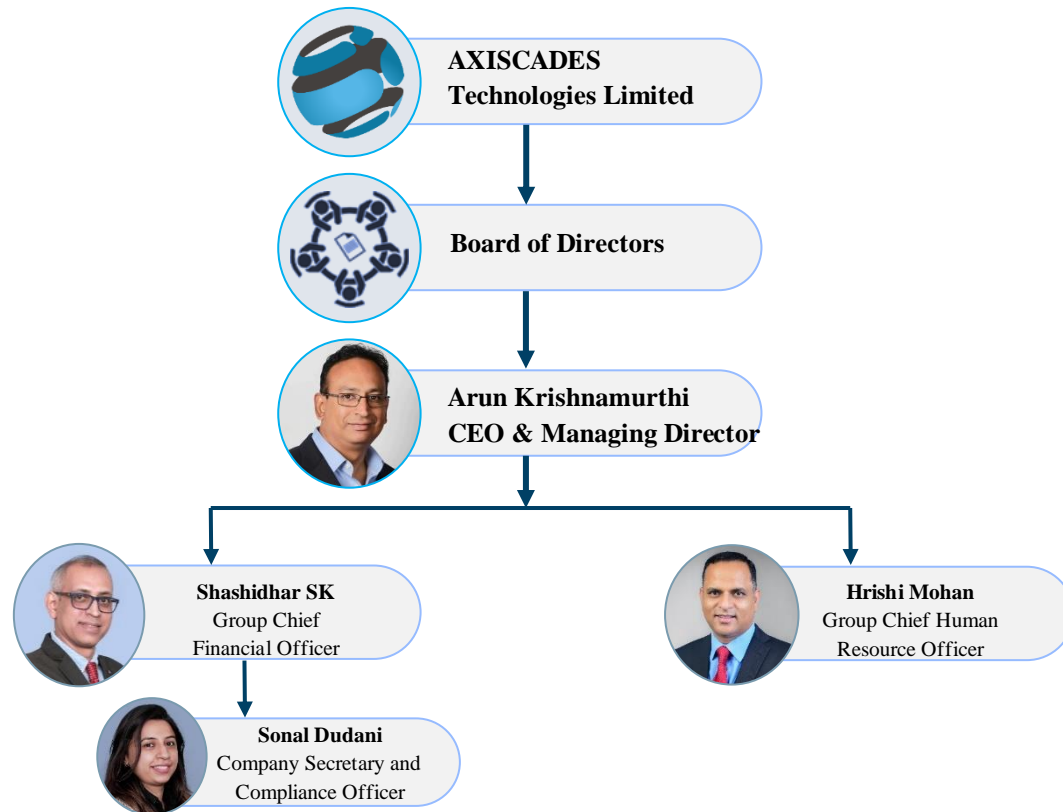 AXISCADES
Technologies Limited
Board of Directors
Arun Krishnamurthi
CEO & Managing Director
Shashidhar SK
Group Chief
Financial Officer
Hrishi Mohan
Group Chief Human
Resource Officer
Sonal Dudani
Company Secretary and
Compliance Officer